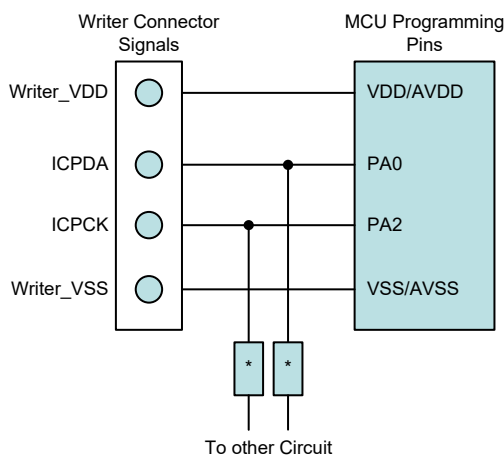 Writer Connector
Signals
MCU Programming
Pins
Writer_VDD
VDD/AVDD
ICPDA
PA0
ICPCK
PA2
Writer_VSS
VSS/AVSS
*
*
To other Circuit